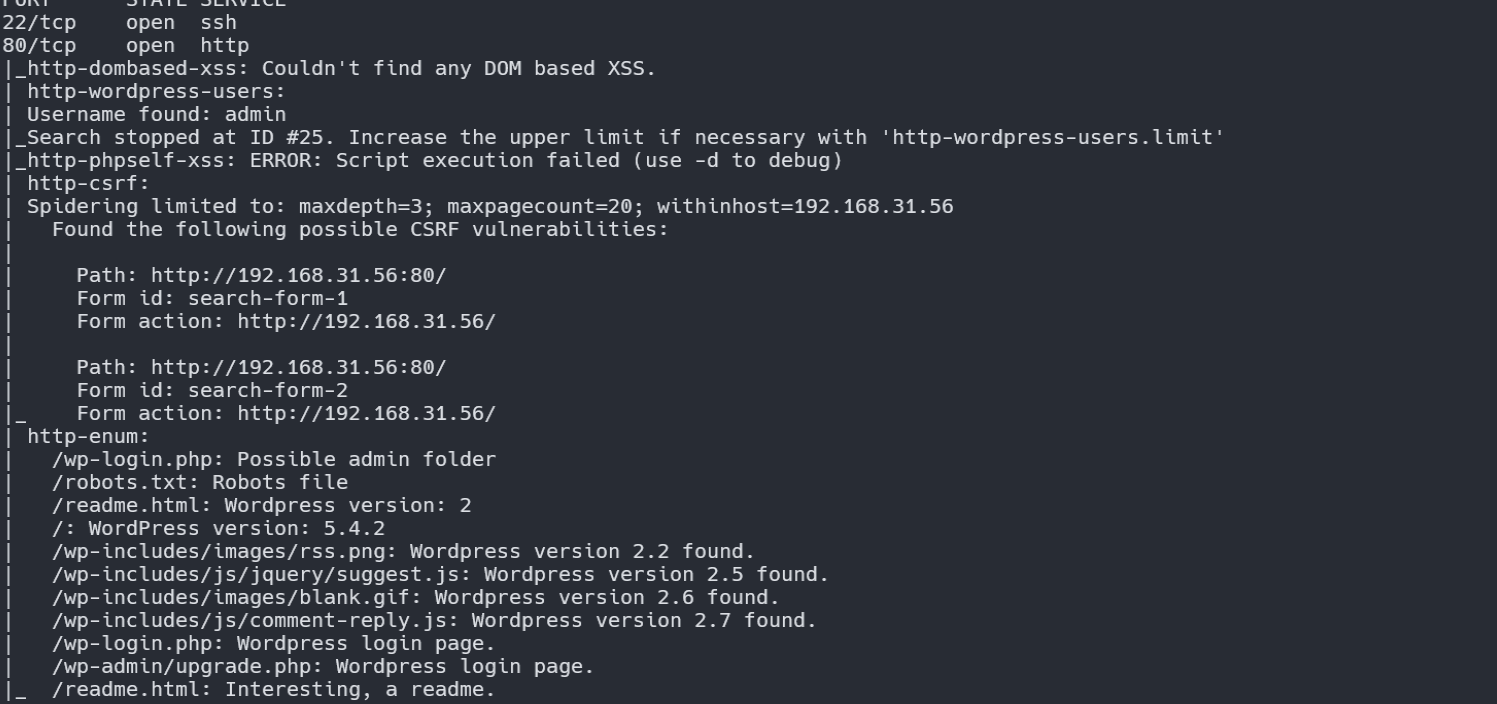 PORT      STATE SERVICE
22/tcp    open  ssh
80/tcp    open  http
|_http-dombased-xss: Couldn't find any DOM based XSS.
| http-wordpress-users:
| Username found: admin
|_Search stopped at ID #25. Increase the upper limit if necessary with 'http-wordpress-users.limit'
|_http-phpself-xss: ERROR: Script execution failed (use -d to debug)
| http-csrf:
| Spidering limited to: maxdepth=3; maxpagecount=20; withinhost=192.168.31.56
|   Found the following possible CSRF vulnerabilities:
|
|     Path: http://192.168.31.56:80/
|     Form id: search-form-1
|     Form action: http://192.168.31.56/
|
|     Path: http://192.168.31.56:80/
|     Form id: search-form-2
|_    Form action: http://192.168.31.56/
| http-enum:
|   /wp-login.php: Possible admin folder
|   /robots.txt: Robots file
|   /readme.html: Wordpress version: 2
|   /: WordPress version: 5.4.2
|   /wp-includes/images/rss.png: Wordpress version 2.2 found.
|   /wp-includes/js/jquery/suggest.js: Wordpress version 2.5 found.
|   /wp-includes/images/blank.gif: Wordpress version 2.6 found.
|   /wp-includes/js/comment-reply.js: Wordpress version 2.7 found.
|   /wp-login.php: Wordpress login page.
|   /wp-admin/upgrade.php: Wordpress login page.
|_  /readme.html: Interesting, a readme.